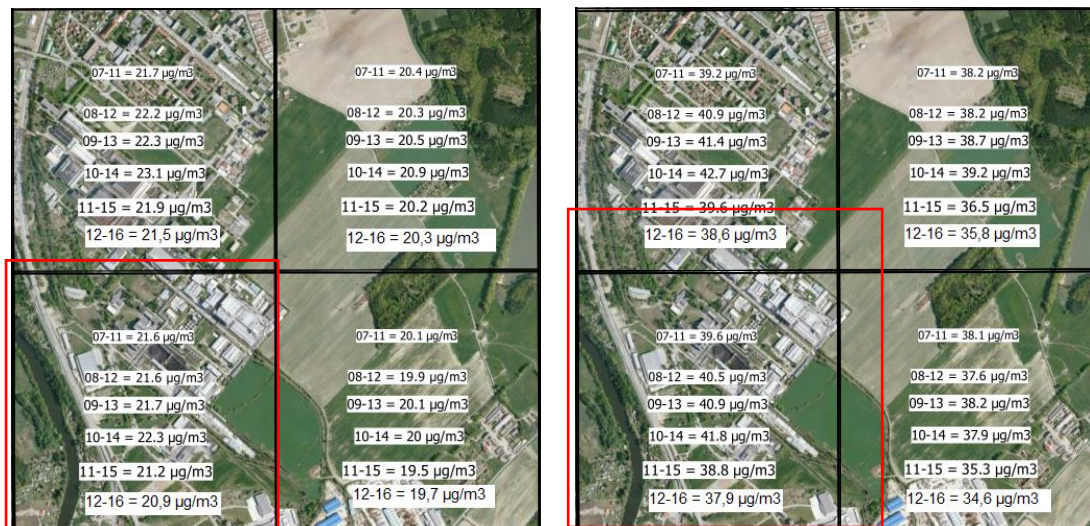 07-11 = 21.7 µg/m3
08-12 = 22.2 µg/m3
09-13 = 22.3 µg/m3
10-14 = 23.1 µg/m3
11-15 = 21.9 µg/m3
12-16 = 21,5 µg/m3
07-11 = 20.4 µg/m3
08-12 = 20.3 µg/m3
09-13 = 20.5 µg/m3
10-14 = 20.9 µg/m3
11-15 = 20.2 µg/m3
12-16 = 20,3 µg/m3
07-11 = 21.6 µg/m3
08-12 = 21.6 µg/m3
09-13 = 21.7 µg/m3
10-14 = 22.3 µg/m3
11-15 = 21.2 µg/m3
12-16 = 20,9 µg/m3
07-11 = 20.1 µg/m3
08-12 = 19.9 µg/m3
09-13 = 20.1 µg/m3
10-14 = 20 µg/m3
11-15 = 19.5 µg/m3
12-16 = 19,7 µg/m3
07-11 = 39.2 µg/m3
08-12 = 40.9 µg/m3
09-13 = 41.4 µg/m3
10-14 = 42.7 µg/m3
11-15 = 39.6 µg/m3
12-16 = 38,6 µg/m3
07-11 = 38.2 µg/m3
08-12 = 38.2 µg/m3
09-13 = 38.7 µg/m3
10-14 = 39.2 µg/m3
11-15 = 36.5 µg/m3
12-16 = 35,8 µg/m3
07-11 = 39.6 µg/m3
08-12 = 40.5 µg/m3
09-13 = 40.9 µg/m3
10-14 = 41.8 µg/m3
11-15 = 38.8 µg/m3
12-16 = 37,9 µg/m3
07-11 = 38.1 µg/m3
08-12 = 37.6 µg/m3
09-13 = 38.2 µg/m3
10-14 = 37.9 µg/m3
11-15 = 35.3 µg/m3
12-16 = 34,6 µg/m3